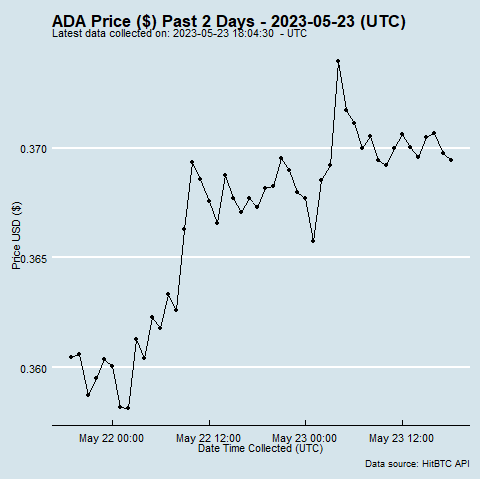 ADA Price ($) Past 2 Days - 2023-05-23 (UTC)
Latest data collected on: 2023-05-23 18:04:30 - UTC
0.370
0.365
0.360
Price USD ($)
May 22 00:00 May 22 12:00 May 23 00:00 May 23 12:00
Date Time Collected (UTC)
Data source: HitBTC API